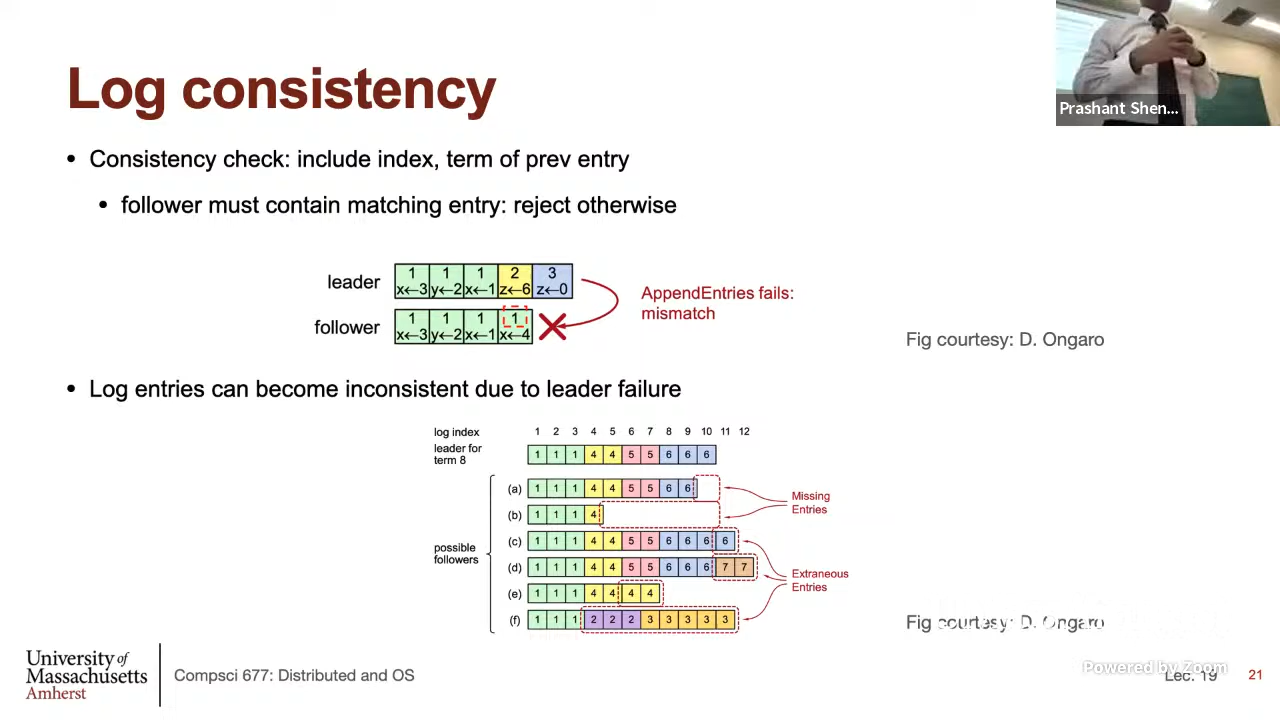 Prashant Shen...
Log consistency
• Consistency check: include index, term of prev entry
• follower must contain matching entry: reject otherwise
leader
1 1 1 2 3
x←3 y←2 x←1 z←6 z←0
follower
1 1 1 1
x←3 y←2 x←1 x←4
AppendEntries fails:
mismatch
Fig courtesy: D. Ongaro
• Log entries can become inconsistent due to leader failure
log index 1 2 3 4 5 6 7 8 9 10 11 12
leader for
term 8
1 1 1 4 4 5 5 6 6 6
possible
followers
(a) 1 1 1 4 4 5 5 6 6
(b) 1 1 1 4
(c) 1 1 1 4 4 5 5 6 6 6 6
(d) 1 1 1 4 4 5 5 6 6 6 7 7
(e) 1 1 1 4 4 4 4
(f) 1 1 1 2 2 2 3 3 3 3 3
Missing
Entries
Extraneous
Entries
Fig courtesy: D. Ongaro
University of
Massachusetts
Amherst
Compsci 677: Distributed and OS
Powered by Zoom
Lec. 19
21